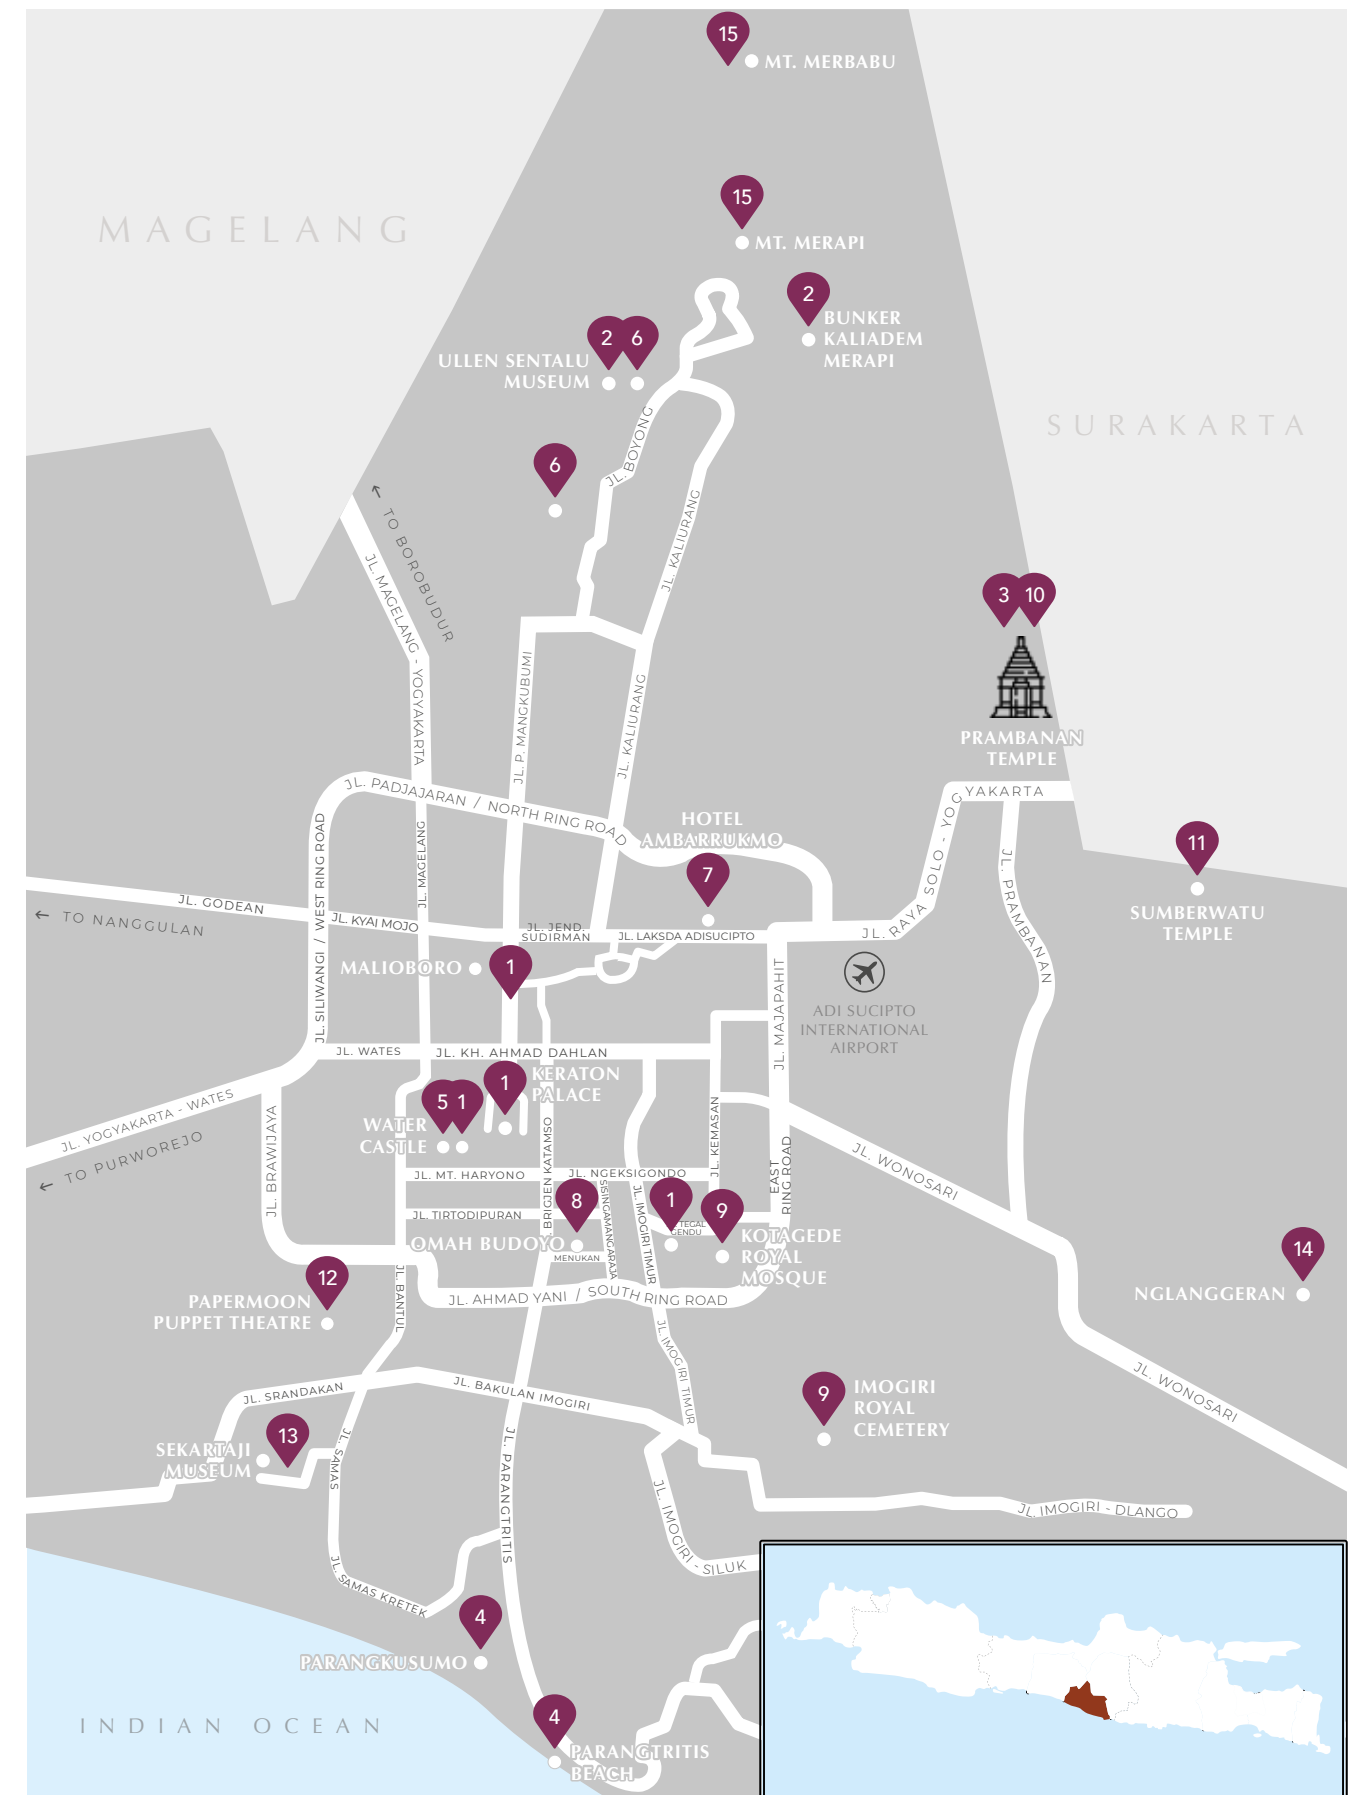 15
MT. MERBABU
15
MT. MERAPI
MAGELANG
2
BUNKER
KALIADEM
MERAPI
2
6
ULLEN SENTALU
MUSEUM
SURAKARTA
JL. BOYONG
6
← TO BOROBUDUR
JL. KALIURANG
JL. MAGELANG - YOGYAKARTA
3
10
PRAMBANAN
TEMPLE
JL. P. MANGKUBUMI
JL. KALIURANG
JL. PADJAJARAN / NORTH RING ROAD
JL. RAYA SOLO - YOGYAKARTA
HOTEL
AMBARRUKMO
7
11
SUMBERWATU
TEMPLE
JL. SILIWANGI / WEST RING ROAD
JL. MAGELANG
JL. PRAMBANAN
JL. GODEAN
← TO NANGGULAN
JL. KYAI MOJO
JL. JEND.
SUDIRMAN
JL. LAKSDA ADISUCIPTO
MALIOBORO
1
JL. MAJAPAHIT
ADI SUCIPTO
INTERNATIONAL
AIRPORT
JL. WATES
JL. KH. AHMAD DAHLAN
1
KERATON
PALACE
5
1
WATER
CASTLE
JL. YOGYAKARTA - WATES
← TO PURWOREJO
JL. BRAWIJAYA
JL. KEMASAN
JL. WONOSARI
JL. MT. HARYONO
JL. BRIGJEN KATAMSO
JL. NGEKSIGONDO
EAST
RING ROAD
8
SISINGAMANGARAJA
JL. IMOGIRI TIMUR
1
TEGAL
GENDU
9
KOTAGEDE
ROYAL
MOSQUE
JL. TIRTODIPURAN
OMAH BUDOYO
MENUKAN
14
NGLANGGERAN
12
PAPERMOON
PUPPET THEATRE
JL. BANTUL
JL. AHMAD YANI / SOUTH RING ROAD
JL. IMOGIRI TIMUR
JL. SRANDAKAN
JL. BAKULAN IMOGIRI
9
IMOGIRI
ROYAL
CEMETERY
JL. WONOSARI
13
SEKARTAJI
MUSEUM
JL. SAMAS
JL. PARANGTRITIS
JL. IMOGIRI - SILUK
JL. IMOGIRI - DLANGO
JL. SAMAS KRETEK
4
PARANGKUSUMO
INDIAN OCEAN
4
PARANGTRITIS
BEACH